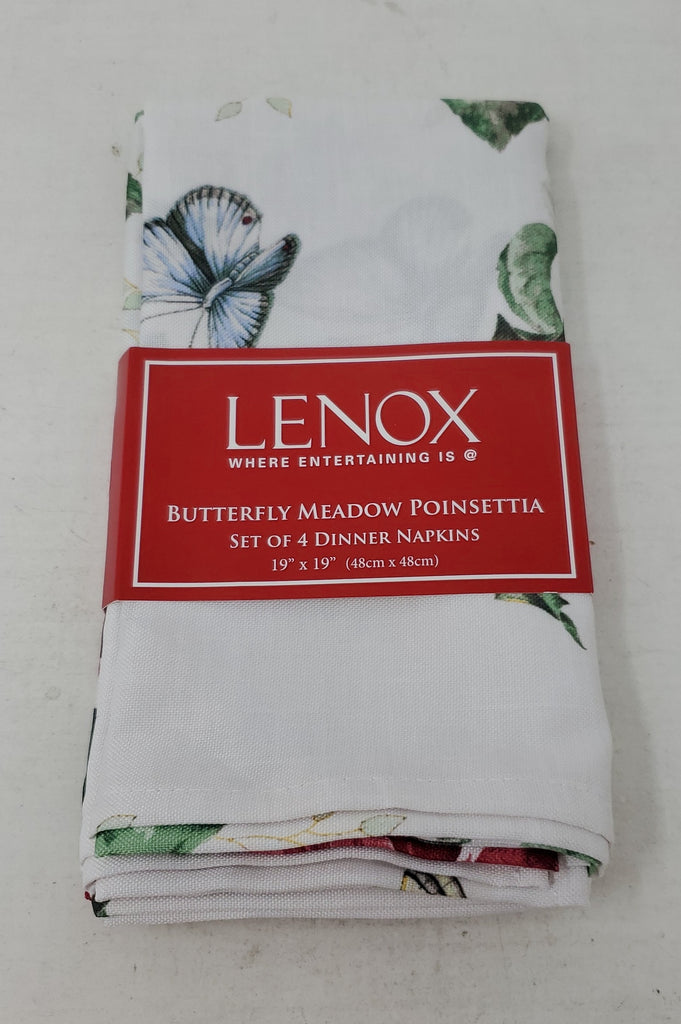 LENOX
WHERE ENTERTAINING IS @
BUTTERFLY MEADOW POINSETTIA
SET OF 4 DINNER NAPKINS
19” x 19” (48cm x 48cm)